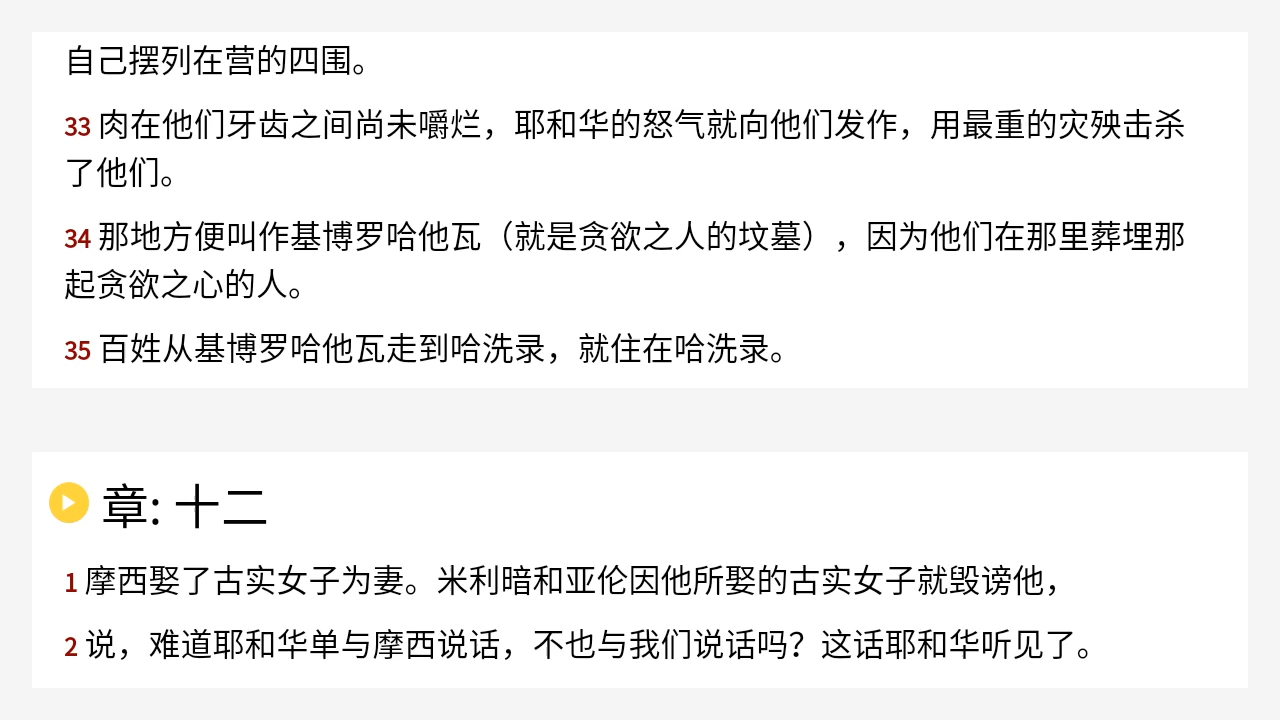 自己摆列在营的四围。
33 肉在他们牙齿之间尚未嚼烂，耶和华的怒气就向他们发作，用最重的灾殃击杀
了他们。
34 那地方便叫作基博罗哈他瓦（就是贪欲之人的坟墓），因为他们在那里葬埋那
起贪欲之心的人。
35 百姓从基博罗哈他瓦走到哈洗录，就住在哈洗录。
章: 十二
1 摩西娶了古实女子为妻。米利暗和亚伦因他所娶的古实女子就毁谤他，
2 说，难道耶和华单与摩西说话，不也与我们说话吗？这话耶和华听见了。